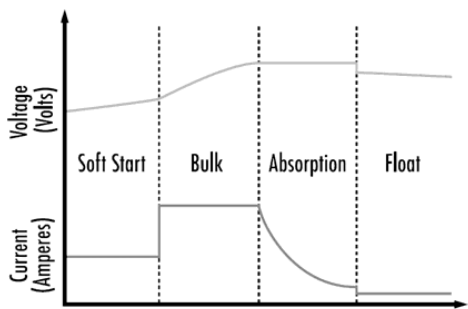 Voltage
(Volts)
Soft Start
Bulk
Absorption
Float
Current
(Amperes)